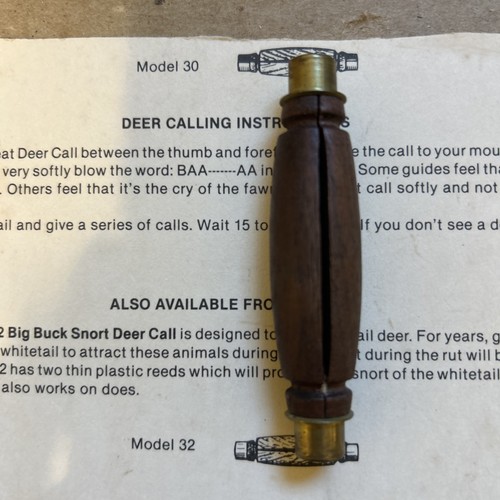 Model 30
DEER CALLING INSTR S
eat Deer Call between the thumb and foref e the call to your mou
very softly blow the word: BAA-------AA in Some guides feel tha
. Others feel that it's the cry of the faw t call softly and not
ail and give a series of calls. Wait 15 to If you don't see a d
ALSO AVAILABLE FRO
2 Big Buck Snort Deer Call is designed to ail deer. For years, g
whitetail to attract these animals during t during the rut will b
2 has two thin plastic reeds which will pro snort of the whitetail
also works on does.
Model 32